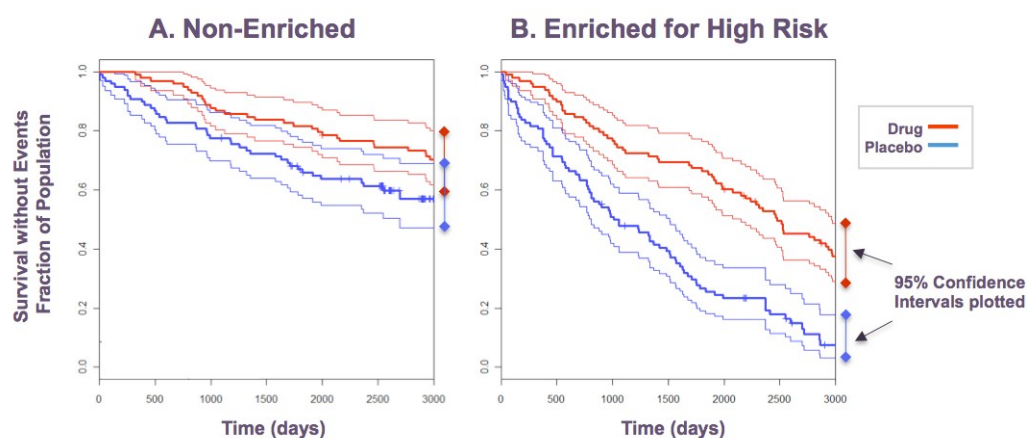 A. Non-Enriched
B. Enriched for High Risk
Survival without Events
Fraction of Population
1.0
0.8
0.6
0.4
0.2
0.0
0
500
1000
1500
2000
2500
3000
Time (days)
1.0
0.8
0.6
0.4
0.2
0.0
0
500
1000
1500
2000
2500
3000
Time (days)
Drug
Placebo
95% Confidence
Intervals plotted